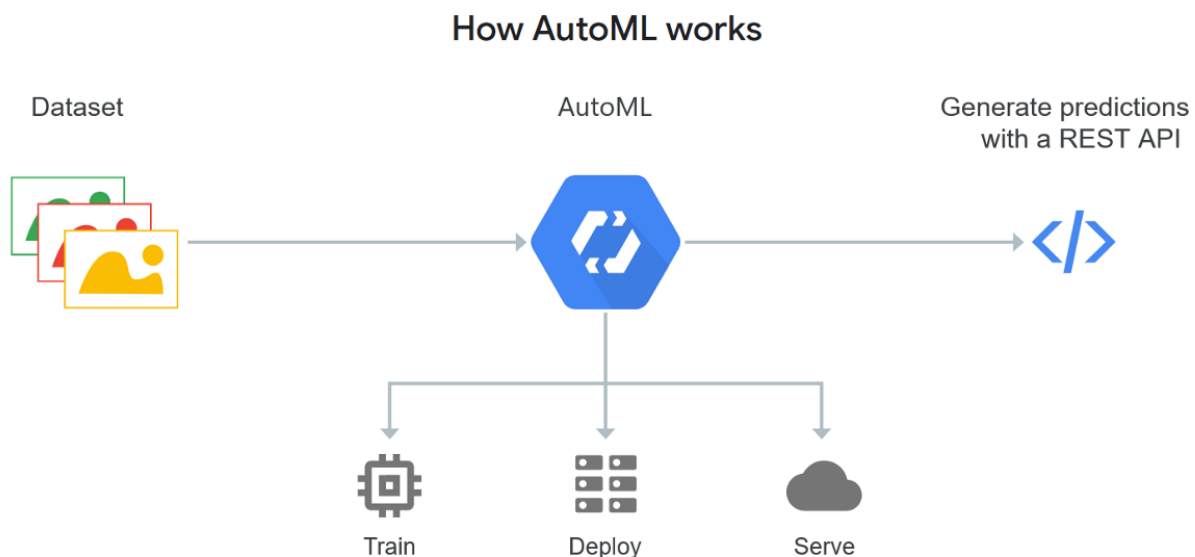 How AutoML works
Dataset
AutoML
Generate predictions
with a REST API
Train
Deploy
Serve